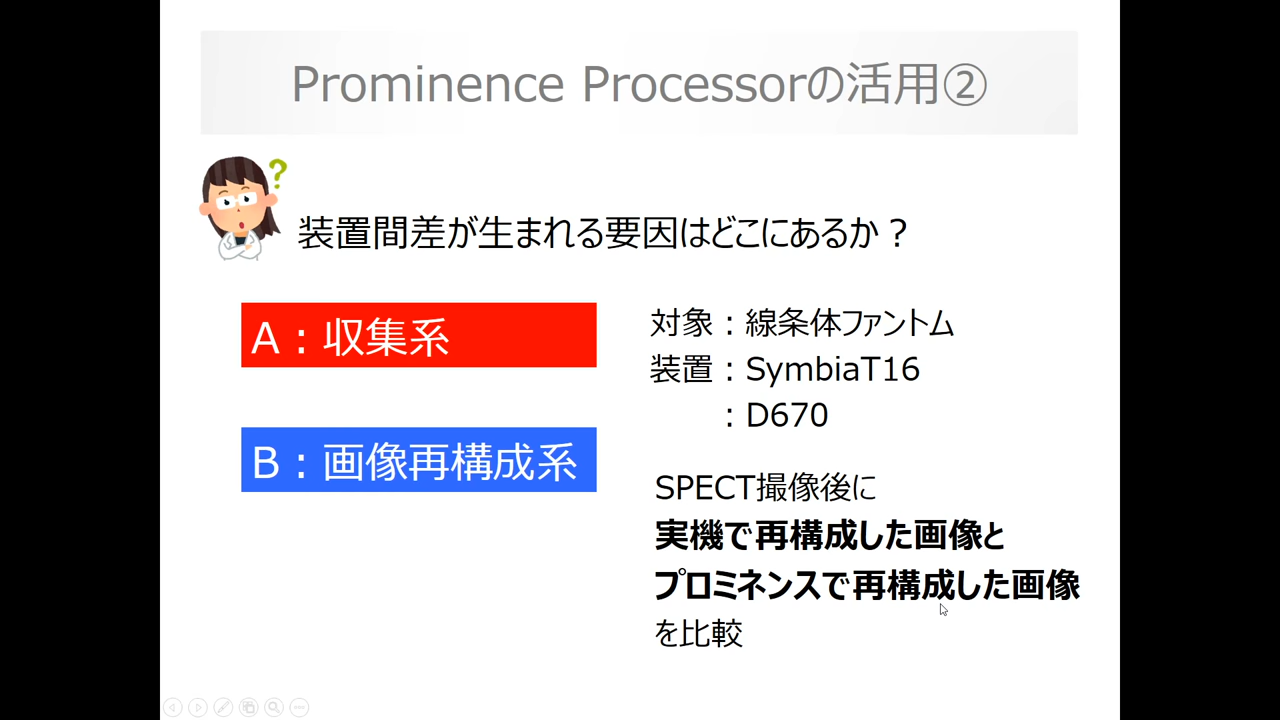 Prominence Processorの活用②
?
装置間差が生まれる要因はどこにあるか？
A：収集系
B：画像再構成系
対象：線条体ファントム
装置：SymbiaT16
：D670
SPECT撮像後に
実機で再構成した画像と
プロミネンスで再構成した画像
を比較